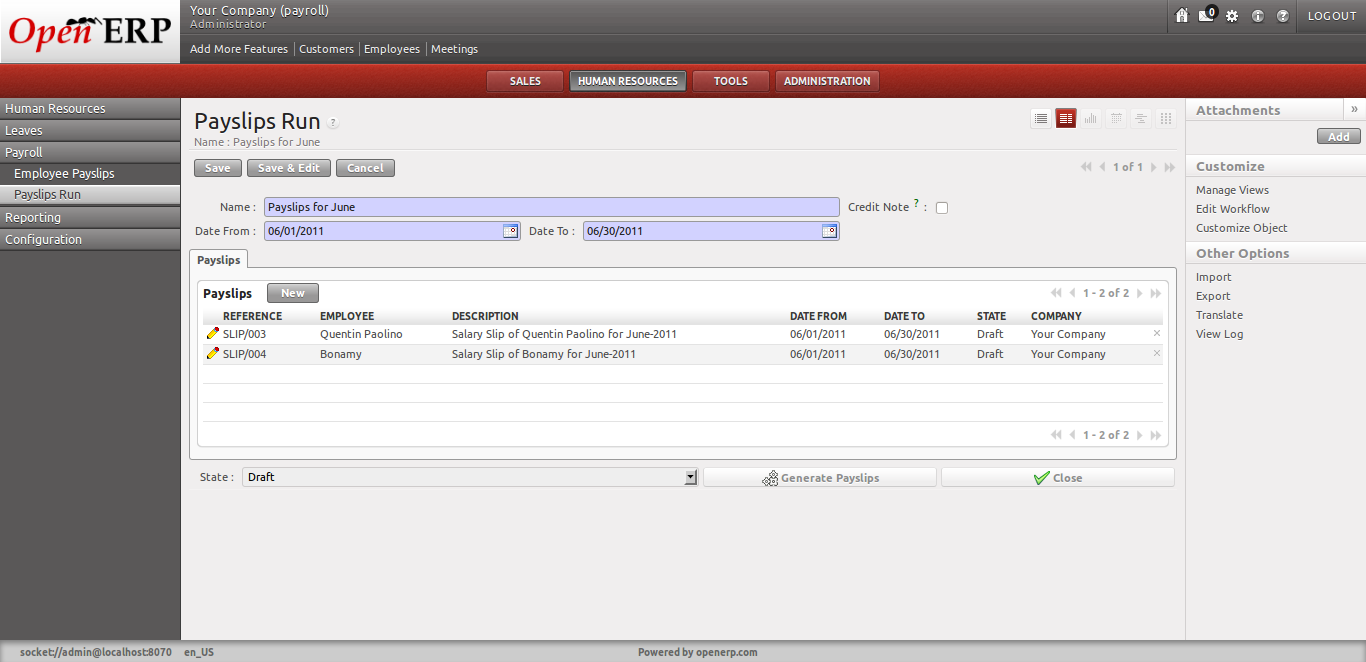 Open ERP
Your Company (payroll)
Administrator
0
LOGOUT
Add More Features Customers Employees Meetings
SALES HUMAN RESOURCES TOOLS ADMINISTRATION
Human Resources
Leaves
Payroll
Employee Payslips
Payslips Run
Reporting
Configuration
Payslips Run ?
Name : Payslips for June
Save Save & Edit Cancel
1 of 1
Name : Payslips for June Credit Note ? :
Date From : 06/01/2011 Date To : 06/30/2011
Payslips
Payslips New 1 - 2 of 2
REFERENCE EMPLOYEE DESCRIPTION DATE FROM DATE TO STATE COMPANY
SLIP/003 Quentin Paolino Salary Slip of Quentin Paolino for June-2011 06/01/2011 06/30/2011 Draft Your Company
SLIP/004 Bonamy Salary Slip of Bonamy for June-2011 06/01/2011 06/30/2011 Draft Your Company
1 - 2 of 2
State : Draft Generate Payslips Close
Attachments »
Add
Customize
Manage Views
Edit Workflow
Customize Object
Other Options
Import
Export
Translate
View Log
socket://admin@localhost:8070 en_US
Powered by openerp.com